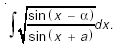 ∫√(sin (x − α)/sin (x + a)) dx.